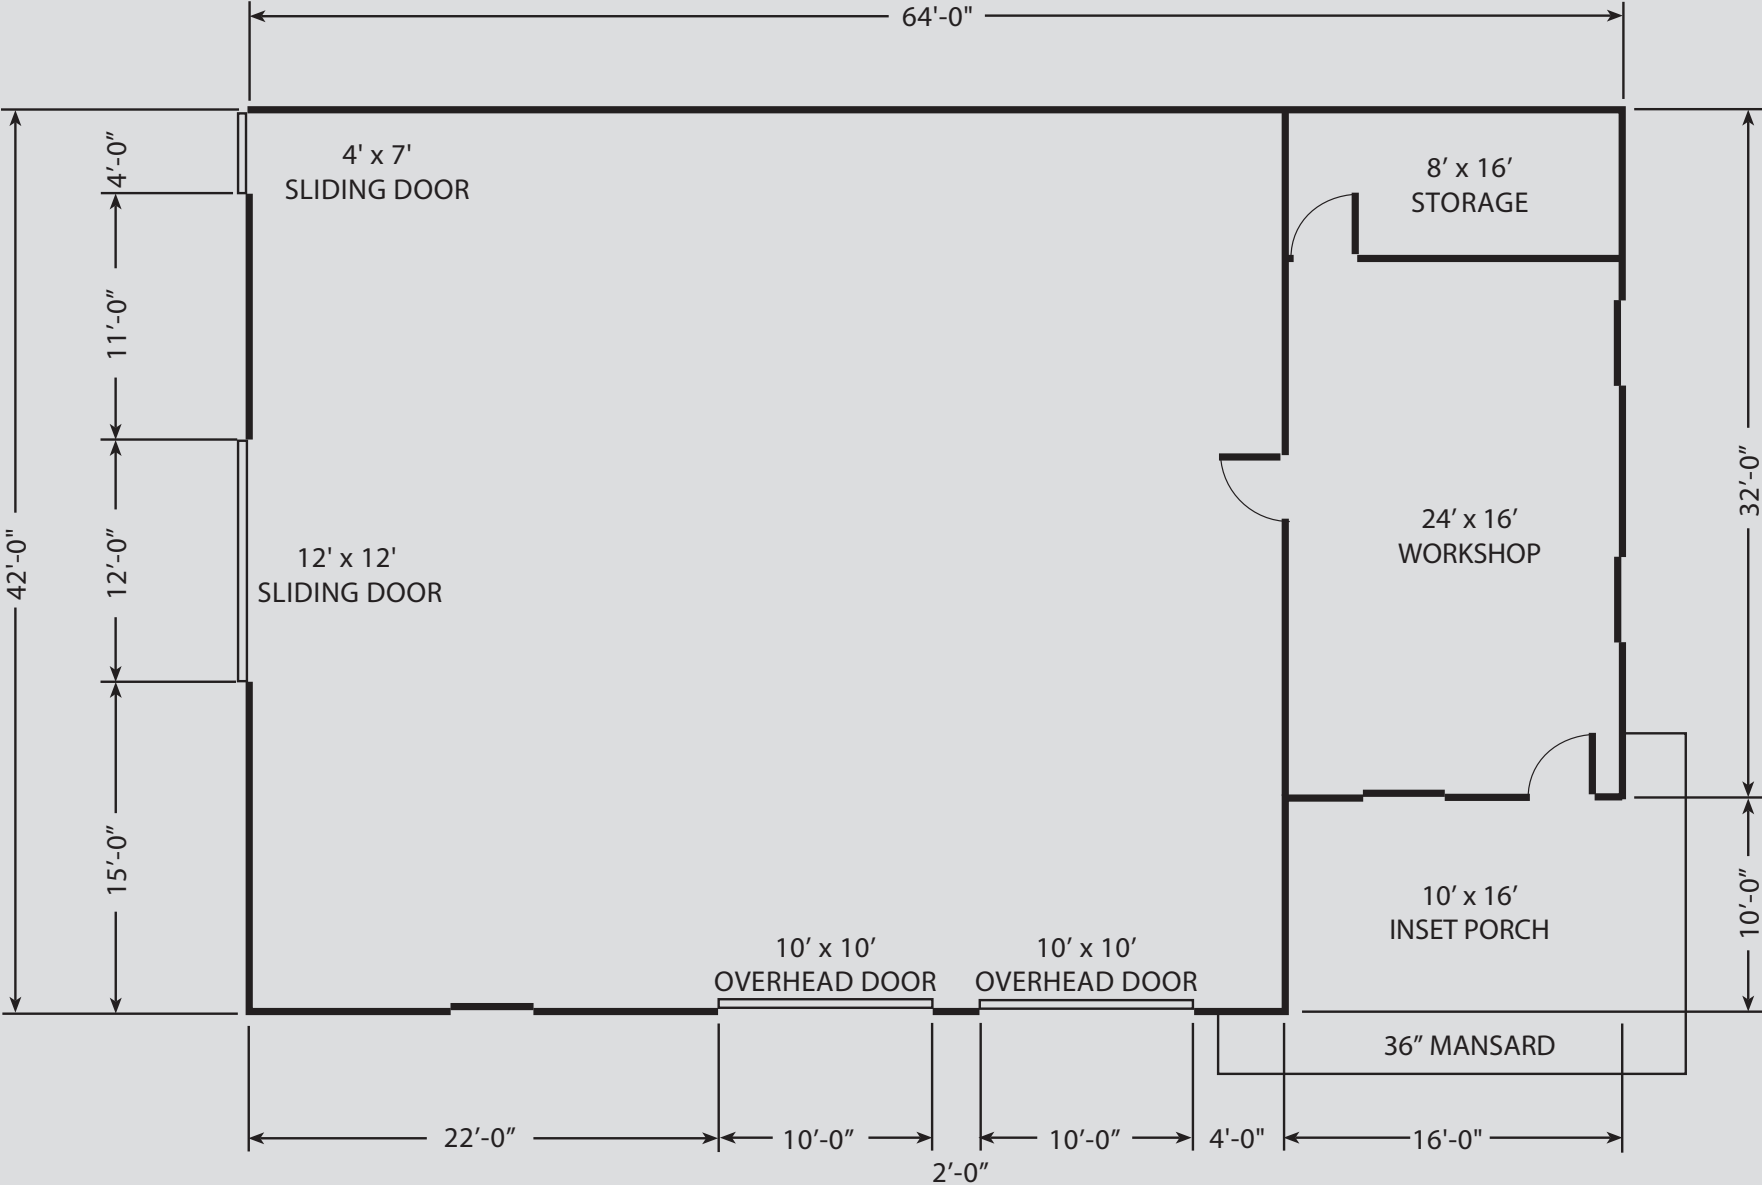 64'-0"
4'-0"
4' x 7'
SLIDING DOOR
8' x 16'
STORAGE
11'-0"
32'-0"
42'-0"
12'-0"
12' x 12'
SLIDING DOOR
24' x 16'
WORKSHOP
15'-0"
10' x 10'
OVERHEAD DOOR
10' x 10'
OVERHEAD DOOR
10' x 16'
INSET PORCH
10'-0"
36" MANSARD
22'-0"
10'-0"
2'-0"
10'-0"
4'-0"
16'-0"